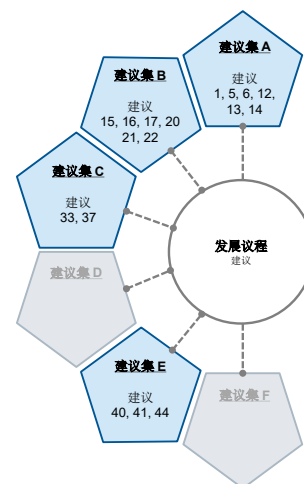 建议集 A
建议
1, 5, 6, 12,
13, 14
建议集 B
建议
15, 16, 17, 20
21, 22
建议集 C
建议
33, 37
发展议程
建议
建议集 D
建议集 E
建议
40, 41, 44
建议集 F